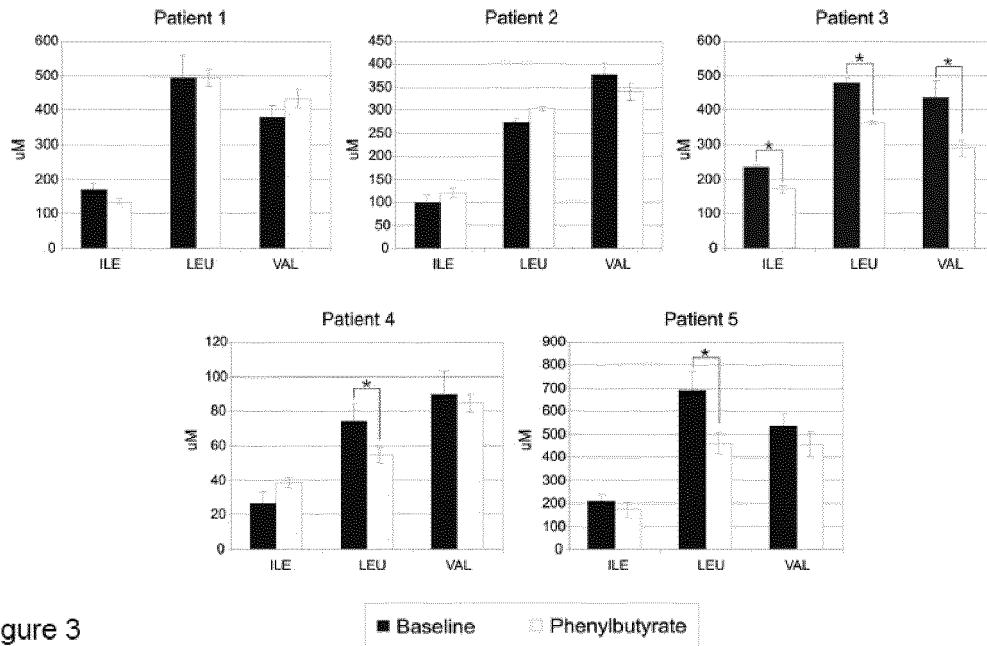 Patient 1
600
500
400
300
200
100
0
uM
ILE LEU VAL
Patient 2
450
400
350
300
250
200
150
100
50
0
uM
ILE LEU VAL
Patient 3
600
500
400
300
200
100
0
uM
* * *
ILE LEU VAL
Patient 4
120
100
80
60
40
20
0
uM
*
ILE LEU VAL
Patient 5
900
800
700
600
500
400
300
200
100
0
uM
*
ILE LEU VAL
gure 3
Baseline Phenylbutyrate